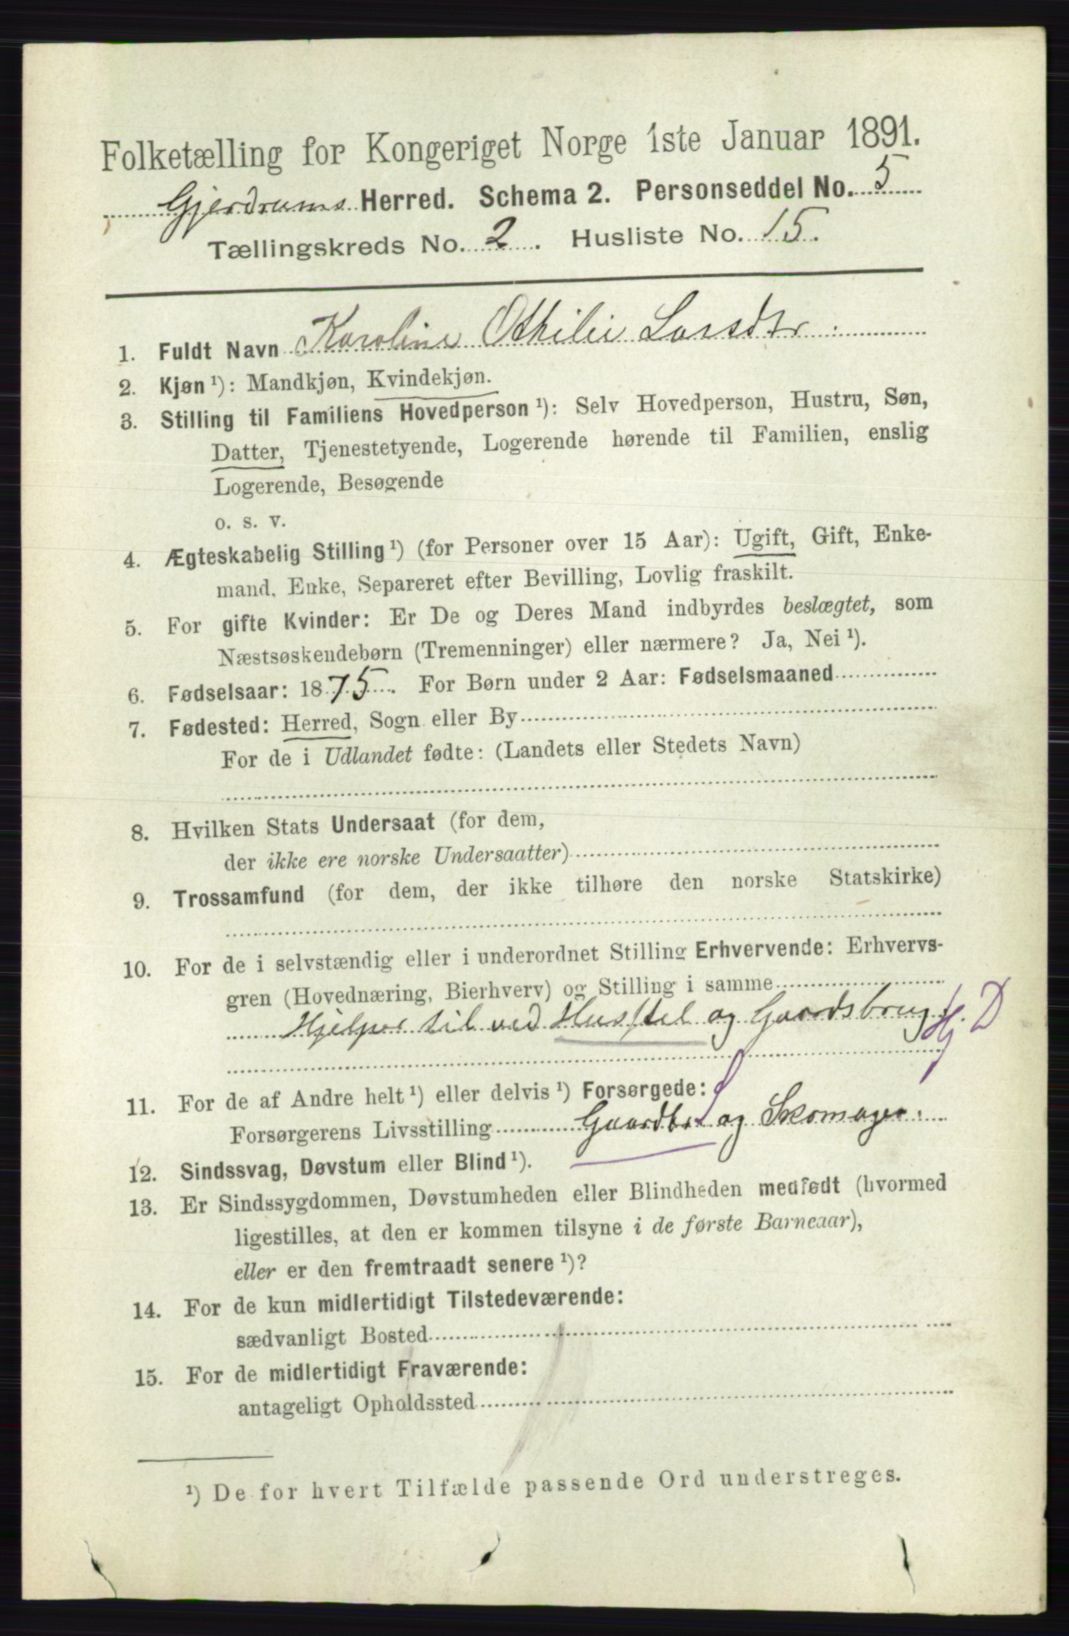 Folketælling for Kongeriget Norge 1ste Januar 1891.
Gjerdrums Herred. Schema 2. Personseddel No. 5
Tællingskreds No. 2. Husliste No. 15.
1. Fuldt Navn Karoline Othilie Larsdtr.
2. Kjøn ¹): Mandkjøn, Kvindekjøn.
3. Stilling til Familiens Hovedperson ¹): Selv Hovedperson, Hustru, Søn,
Datter, Tjenestetyende, Logerende hørende til Familien, enslig
Logerende, Besøgende
o. s. v.
4. Ægteskabelig Stilling ¹) (for Personer over 15 Aar): Ugift, Gift, Enke-
mand, Enke, Separeret efter Bevilling, Lovlig fraskilt.
5. For gifte Kvinder: Er De og Deres Mand indbyrdes beslægtet, som
Næstsøskendebørn (Tremenninger) eller nærmere? Ja, Nei ¹).
6. Fødselsaar: 1875. For Børn under 2 Aar: Fødselsmaaned
7. Fødested: Herred, Sogn eller By
For de i Udlandet fødte: (Landets eller Stedets Navn)
8. Hvilken Stats Undersaat (for dem,
der ikke ere norske Undersaatter)
9. Trossamfund (for dem, der ikke tilhøre den norske Statskirke)
10. For de i selvstændig eller i underordnet Stilling Erhvervende: Erhvervs-
gren (Hovednæring, Bierhverv) og Stilling i samme
Hjelper til ved Husstel og Gaardsbrug. Hj. D
11. For de af Andre helt ¹) eller delvis ¹) Forsørgede:
Forsørgerens Livsstilling Gaardbr. og Skomager.
12. Sindssvag, Døvstum eller Blind ¹).
13. Er Sindssygdommen, Døvstumheden eller Blindheden medfødt (hvormed
ligestilles, at den er kommen tilsyne i de første Barneaar),
eller er den fremtraadt senere ¹)?
14. For de kun midlertidigt Tilstedeværende:
sædvanligt Bosted
15. For de midlertidigt Fraværende:
antageligt Opholdssted
¹) De for hvert Tilfælde passende Ord understreges.